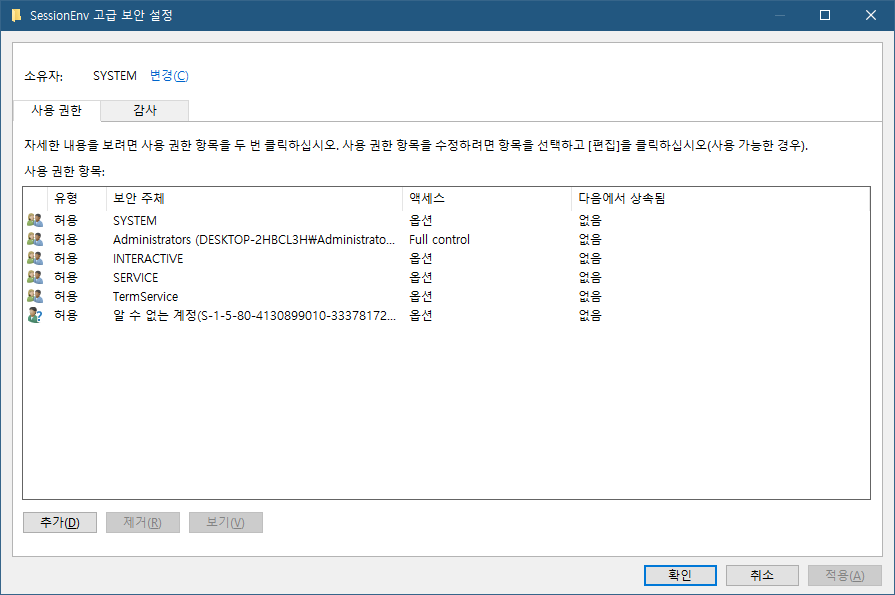 SessionEnv 고급 보안 설정
소유자: SYSTEM 변경(C)
사용 권한 감사
자세한 내용을 보려면 사용 권한 항목을 두 번 클릭하십시오. 사용 권한 항목을 수정하려면 항목을 선택하고 [편집]을 클릭하십시오(사용 가능한 경우).
사용 권한 항목:
유형 보안 주체 액세스 다음에서 상속됨
허용 SYSTEM 옵션 없음
허용 Administrators (DESKTOP-2HBCL3H₩Administrato... Full control 없음
허용 INTERACTIVE 옵션 없음
허용 SERVICE 옵션 없음
허용 TermService 옵션 없음
허용 알 수 없는 계정(S-1-5-80-4130899010-33378172... 옵션 없음
추가(D) 제거(R) 보기(V)
확인 취소 적용(A)